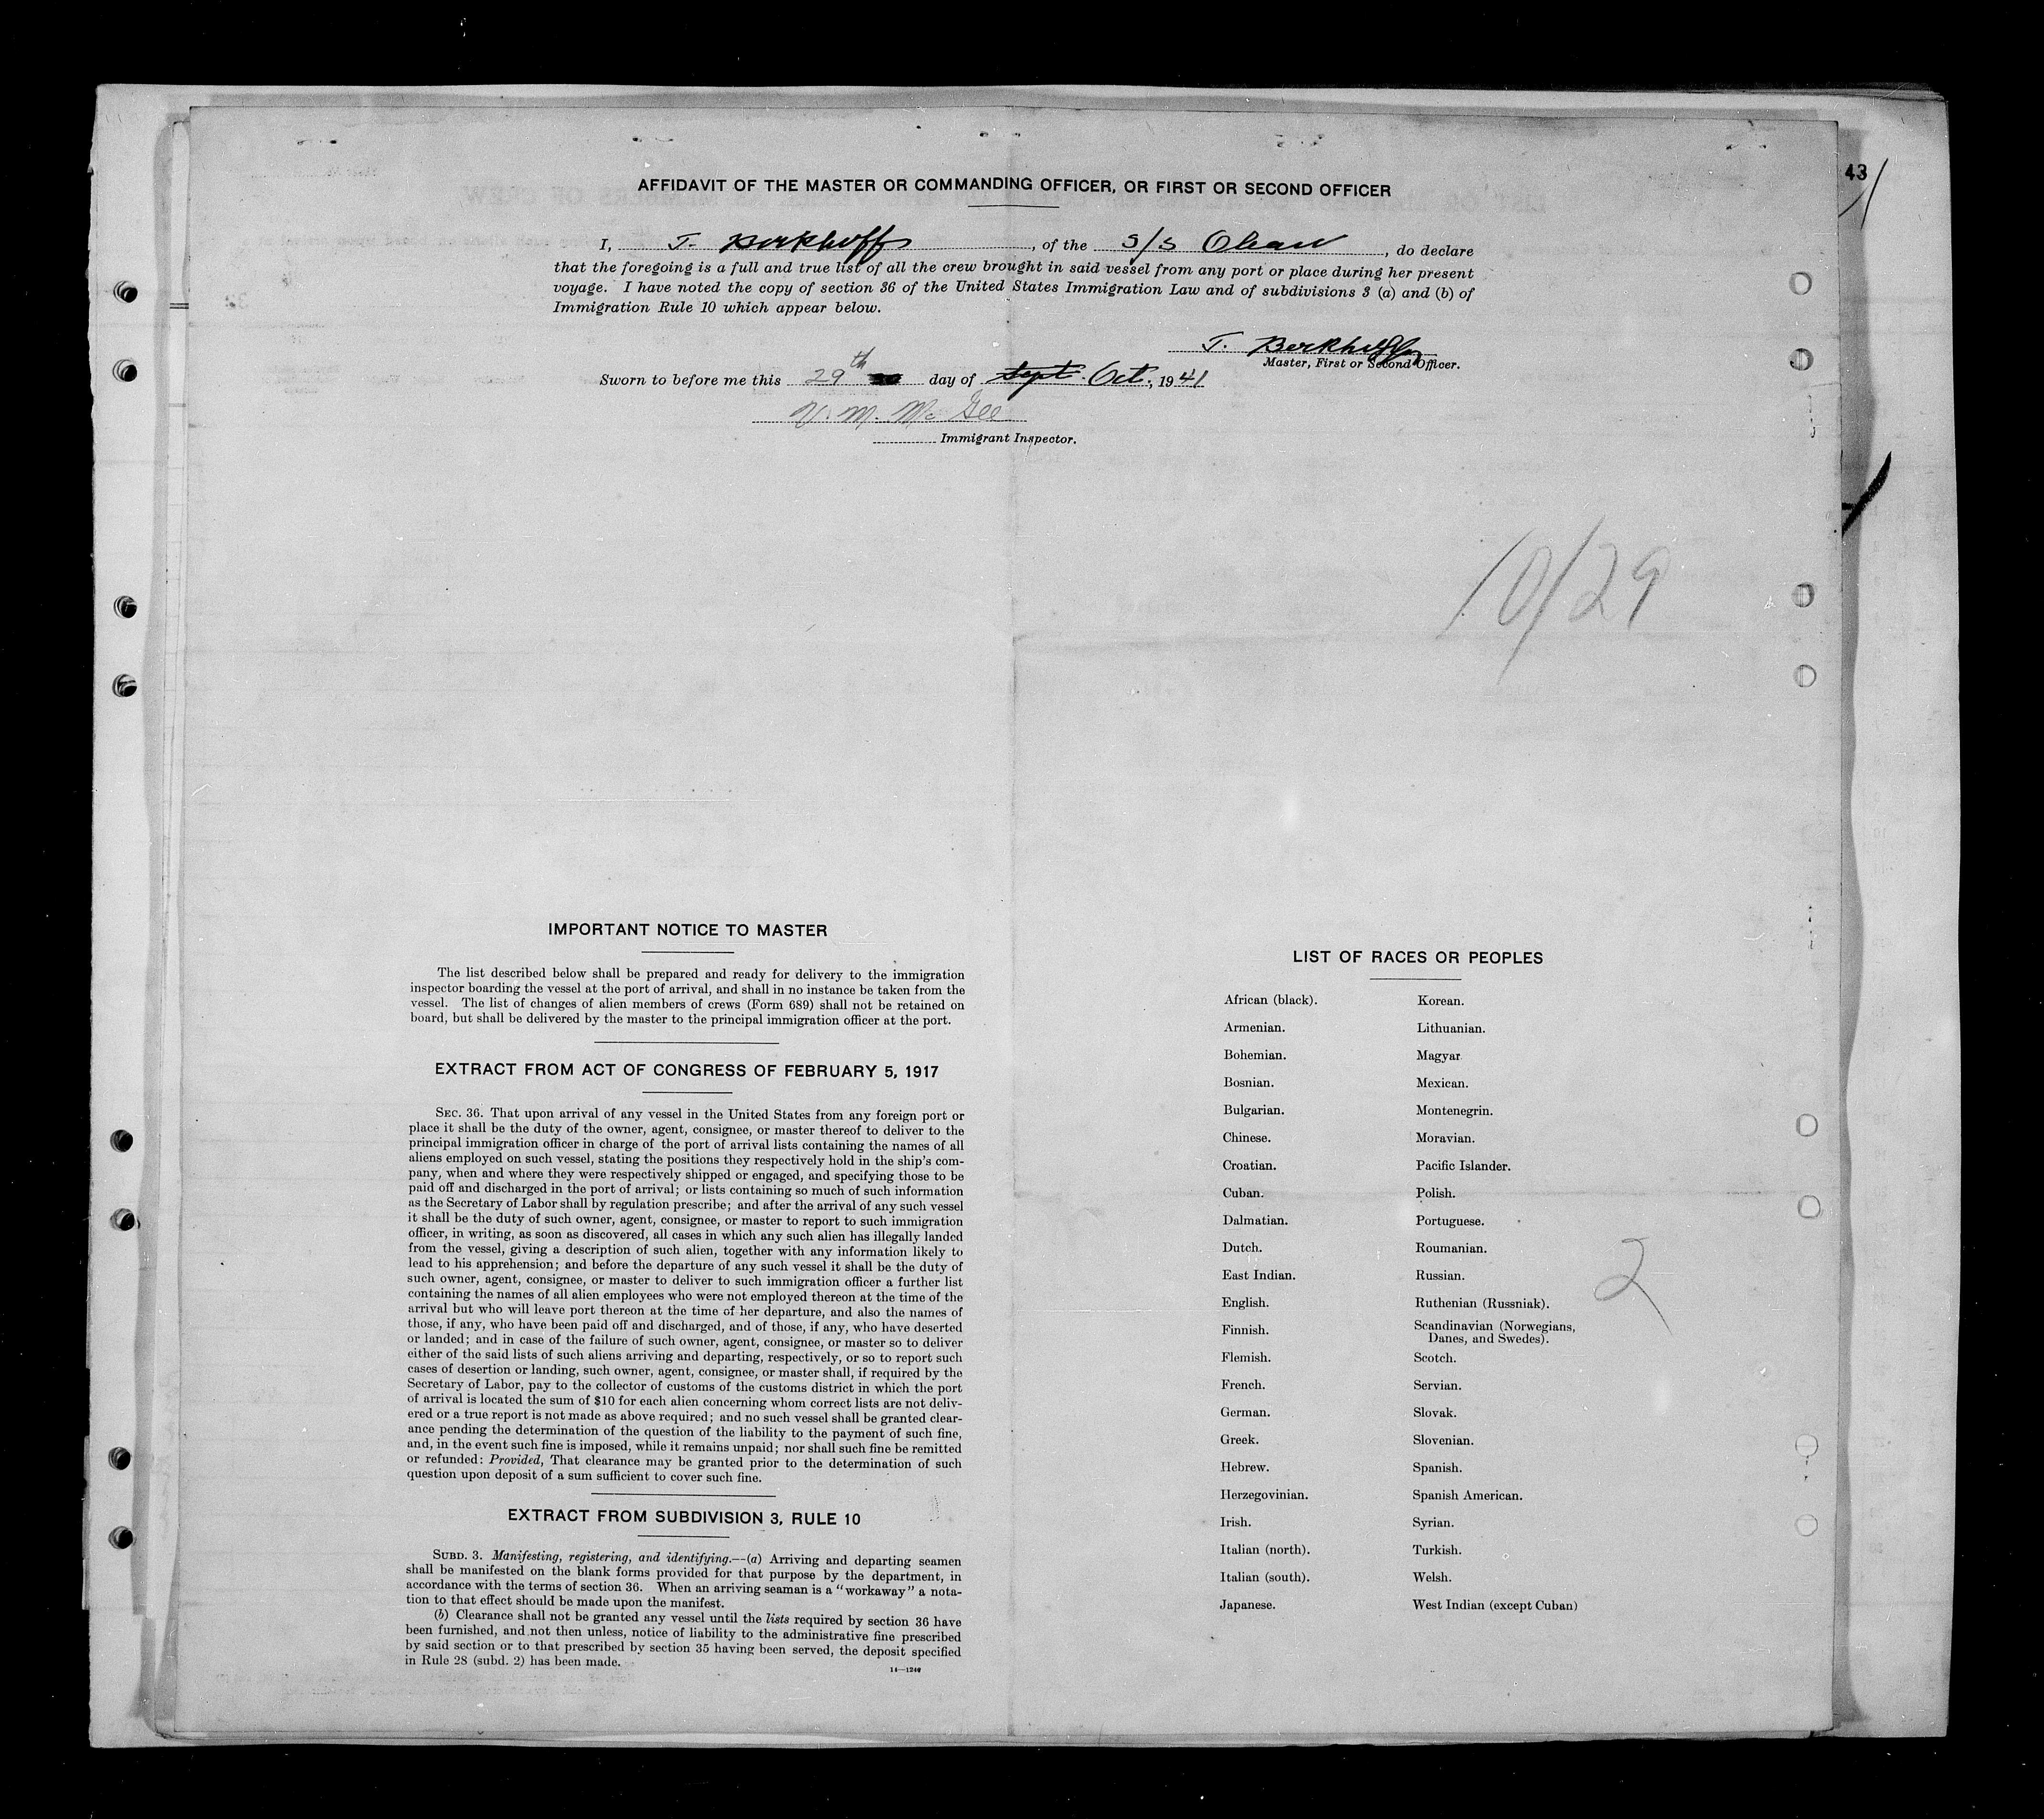 43
AFFIDAVIT OF THE MASTER OR COMMANDING OFFICER, OR FIRST OR SECOND OFFICER
I, J. Berkhoff, of the S/S Olean, do declare
that the foregoing is a full and true list of all the crew brought in said vessel from any port or place during her present
voyage. I have noted the copy of section 36 of the United States Immigration Law and of subdivisions 3 (a) and (b) of
Immigration Rule 10 which appear below.
J. Berkhoff
Master, First or Second Officer.
Sworn to before me this 29th day of Sept. Oct., 1941
M. Mc Gee
Immigrant Inspector.
10/29
IMPORTANT NOTICE TO MASTER
The list described below shall be prepared and ready for delivery to the immigration
inspector boarding the vessel at the port of arrival, and shall in no instance be taken from the
vessel. The list of changes of alien members of crews (Form 689) shall not be retained on
board, but shall be delivered by the master to the principal immigration officer at the port.
EXTRACT FROM ACT OF CONGRESS OF FEBRUARY 5, 1917
SEC. 36. That upon arrival of any vessel in the United States from any foreign port or
place it shall be the duty of the owner, agent, consignee, or master thereof to deliver to the
principal immigration officer in charge of the port of arrival lists containing the names of all
aliens employed on such vessel, stating the positions they respectively hold in the ship's com-
pany, when and where they were respectively shipped or engaged, and specifying those to be
paid off and discharged in the port of arrival; or lists containing so much of such information
as the Secretary of Labor shall by regulation prescribe; and after the arrival of any such vessel
it shall be the duty of such owner, agent, consignee, or master to report to such immigration
officer, in writing, as soon as discovered, all cases in which any such alien has illegally landed
from the vessel, giving a description of such alien, together with any information likely to
lead to his apprehension; and before the departure of any such vessel it shall be the duty of
such owner, agent, consignee, or master to deliver to such immigration officer a further list
containing the names of all alien employees who were not employed thereon at the time of the
arrival but who will leave port thereon at the time of her departure, and also the names of
those, if any, who have been paid off and discharged, and of those, if any, who have deserted
or landed; and in case of the failure of such owner, agent, consignee, or master so to deliver
either of the said lists of such aliens arriving and departing, respectively, or so to report such
cases of desertion or landing, such owner, agent, consignee, or master shall, if required by the
Secretary of Labor, pay to the collector of customs of the customs district in which the port
of arrival is located the sum of $10 for each alien concerning whom correct lists are not deliv-
ered or a true report is not made as above required; and no such vessel shall be granted clear-
ance pending the determination of the question of the liability to the payment of such fine,
and, in the event such fine is imposed, while it remains unpaid; nor shall such fine be remitted
or refunded: Provided, That clearance may be granted prior to the determination of such
question upon deposit of a sum sufficient to cover such fine.
EXTRACT FROM SUBDIVISION 3, RULE 10
SUBD. 3. Manifesting, registering, and identifying.—(a) Arriving and departing seamen
shall be manifested on the blank forms provided for that purpose by the department, in
accordance with the terms of section 36. When an arriving seaman is a "workaway" a nota-
tion to that effect should be made upon the manifest.
(b) Clearance shall not be granted any vessel until the lists required by section 36 have
been furnished, and not then unless, notice of liability to the administrative fine prescribed
by said section or to that prescribed by section 35 having been served, the deposit specified
in Rule 28 (subd. 2) has been made.
14—1240
LIST OF RACES OR PEOPLES
African (black).
Armenian.
Bohemian.
Bosnian.
Bulgarian.
Chinese.
Croatian.
Cuban.
Dalmatian.
Dutch.
East Indian.
English.
Finnish.
Flemish.
French.
German.
Greek.
Hebrew.
Herzegovinian.
Irish.
Italian (north).
Italian (south).
Japanese.
Korean.
Lithuanian.
Magyar
Mexican.
Montenegrin.
Moravian.
Pacific Islander.
Polish.
Portuguese.
Roumanian.
Russian.
Ruthenian (Russniak).
Scandinavian (Norwegians,
Danes, and Swedes).
Scotch.
Servian.
Slovak.
Slovenian.
Spanish.
Spanish American.
Syrian.
Turkish.
Welsh.
West Indian (except Cuban)
2